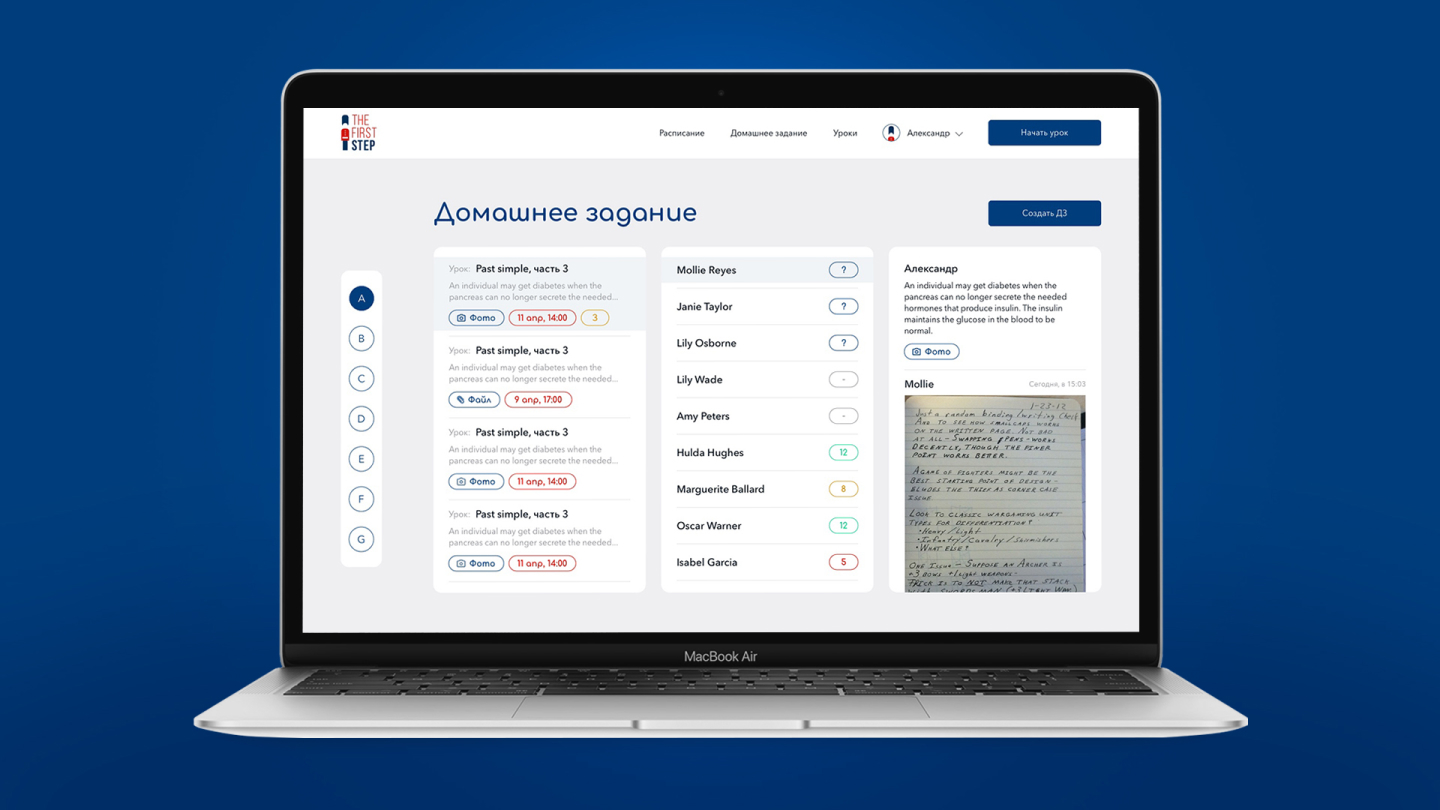 THE
FIRST
STEP
Расписание
Домашнее задание
Уроки
Александр
Начать урок
Домашнее задание
Создать ДЗ
A
B
C
D
E
F
G
Урок: Past simple, часть 3
An individual may get diabetes when the
pancreas can no longer secrete the needed...
Фото 11 апр, 14:00 3
Урок: Past simple, часть 3
An individual may get diabetes when the
pancreas can no longer secrete the needed...
Файл 9 апр, 17:00
Урок: Past simple, часть 3
An individual may get diabetes when the
pancreas can no longer secrete the needed...
Фото 11 апр, 14:00
Урок: Past simple, часть 3
An individual may get diabetes when the
pancreas can no longer secrete the needed...
Фото 11 апр, 14:00
Mollie Reyes ?
Janie Taylor ?
Lily Osborne ?
Lily Wade -
Amy Peters -
Hulda Hughes 12
Marguerite Ballard 8
Oscar Warner 12
Isabel Garcia 5
Александр
An individual may get diabetes when the
pancreas can no longer secrete the needed
hormones that produce insulin. The insulin
maintains the glucose in the blood to be
normal.
Фото
Mollie Сегодня, в 15:03
1-23-12
Just a random binding/writing
And to see how smallcaps works
on the written page. Not bad
at all - Swapping pens - works
decently, though the finer
point works better.
A game of fighters might be the
best starting point of design -
eludes the thief as corner case
issue
Look to classic wargaming unit
types for differentiation?
• Heavy/Light
• Infantry/Cavalry/
• What else?
One Issue - Suppose an Archer is
+3 Bows +1 light weapons.
Trick is to not make that stack
with swordsman
MacBook Air